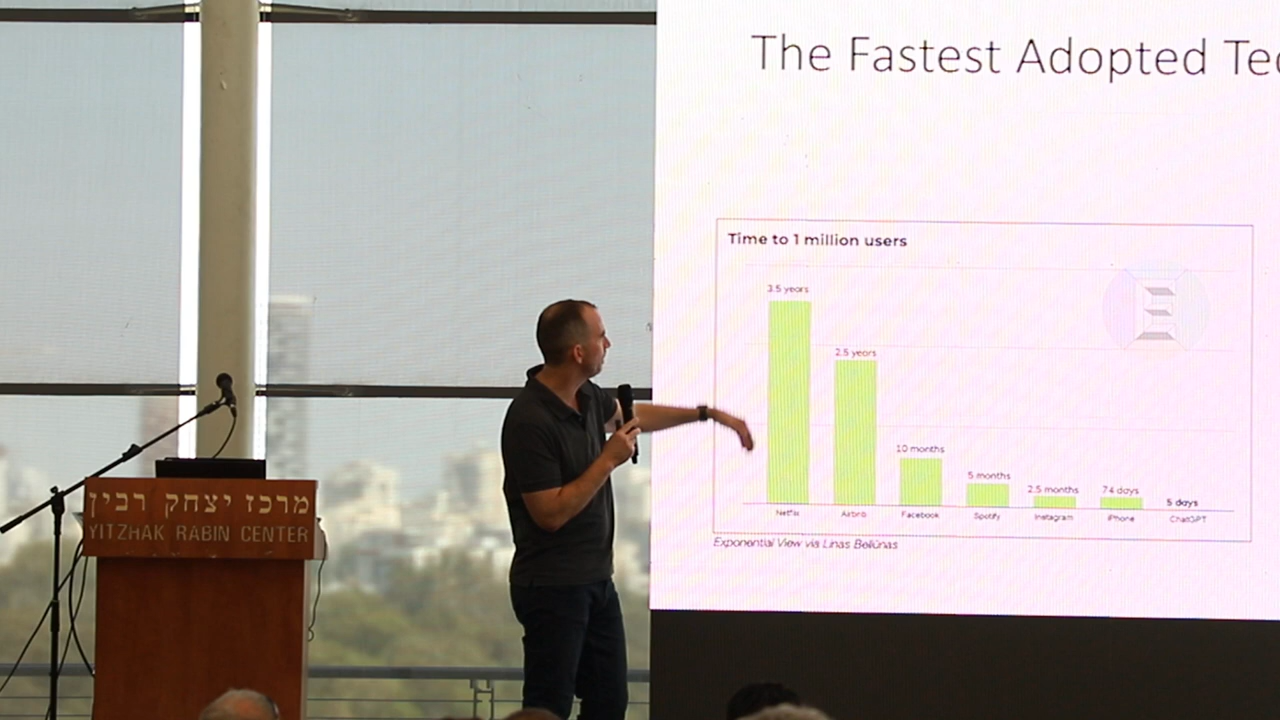 The Fastest Adopted Tec
Time to 1 million users
3.5 years
2.5 years
10 months
5 months
2.5 months
74 days
5 days
Netflix
Airbnb
Facebook
Spotify
Instagram
iPhone
ChatGPT
Exponential View via Linas Beliūnas
מרכז יצחק רבין
YITZHAK RABIN CENTER